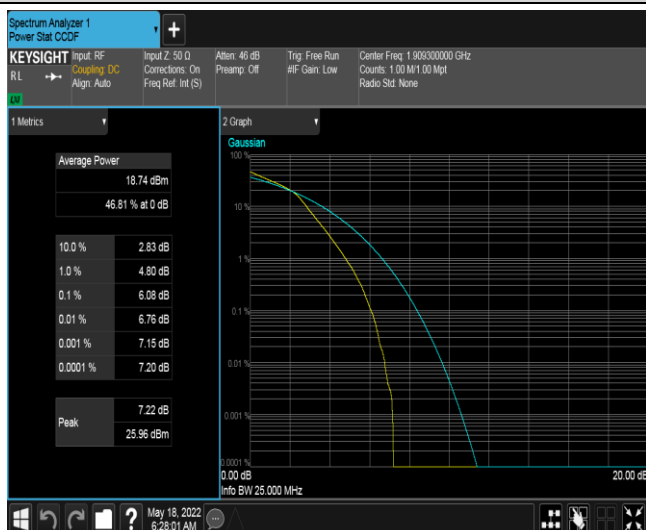 Spectrum Analyzer 1
Power Stat CCDF
+
KEYSIGHT
RL
Input: RF
Coupling: DC
Align: Auto
Input Z: 50 Ω
Corrections: On
Freq Ref: Int (S)
Atten: 46 dB
Preamp: Off
Trig: Free Run
#IF Gain: Low
Center Freq: 1.909300000 GHz
Counts: 1.00 M/1.00 Mpt
Radio Std: None
1 Metrics
Average Power
18.74 dBm
46.81 % at 0 dB
10.0 % 2.83 dB
1.0 % 4.80 dB
0.1 % 6.08 dB
0.01 % 6.76 dB
0.001 % 7.15 dB
0.0001 % 7.20 dB
Peak
7.22 dB
25.96 dBm
2 Graph
Gaussian
100 %
10 %
1 %
0.1 %
0.01 %
0.001 %
0.0001 %
0.00 dB
20.00 dB
Info BW 25.000 MHz
?
May 18, 2022
6:28:01 AM